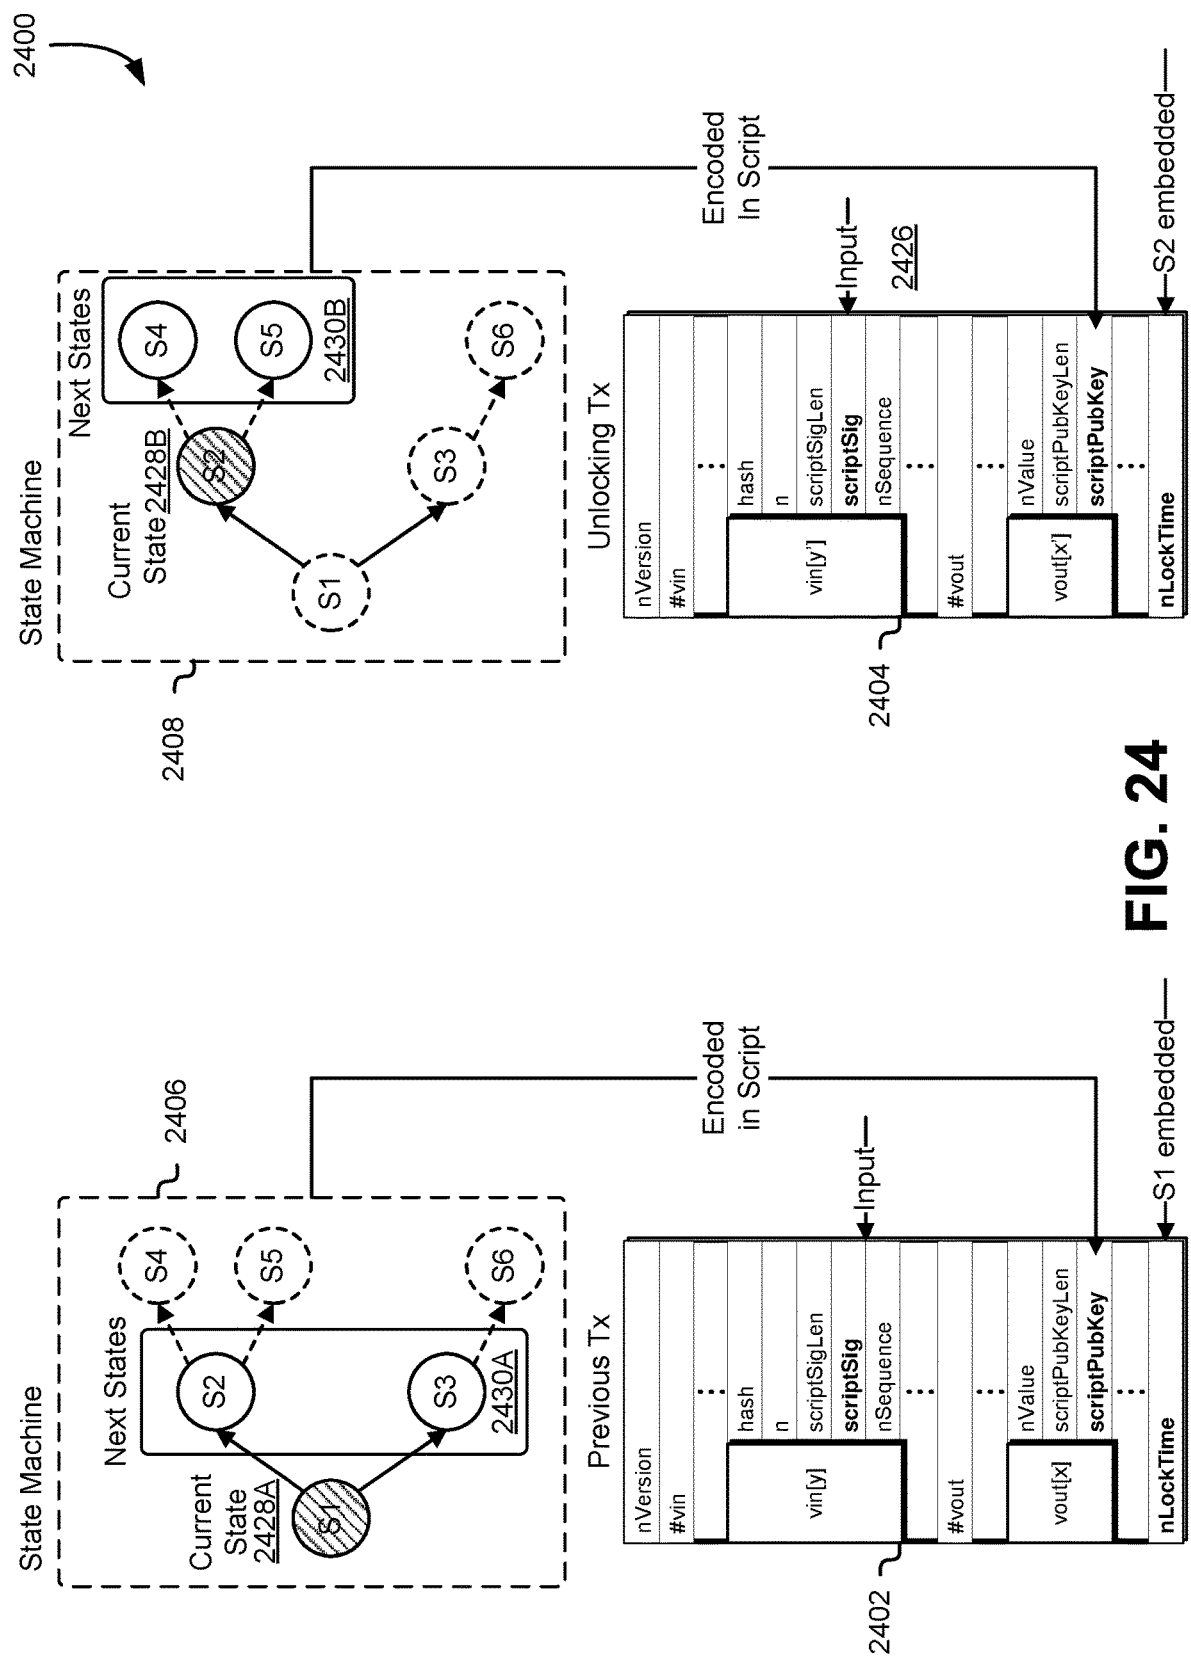 2400
State Machine
2406
Next States
S4
S2
S5
Current
State
2428A
S1
S3
S6
2430A
Previous Tx
nVersion
#vin
⋮
vin[y]
hash
n
scriptSigLen
scriptSig
nSequence
⋮
#vout
⋮
vout[x]
nValue
scriptPubKeyLen
scriptPubKey
⋮
nLockTime
Input
Encoded
in Script
S1 embedded
2402
State Machine
2408
Next States
Current
State 2428B
S4
S2
S5
2430B
S1
S3
S6
Unlocking Tx
nVersion
#vin
⋮
vin[y']
hash
n
scriptSigLen
scriptSig
nSequence
⋮
#vout
⋮
vout[x']
nValue
scriptPubKeyLen
scriptPubKey
⋮
nLockTime
Input
2426
Encoded
In Script
S2 embedded
2404
FIG. 24